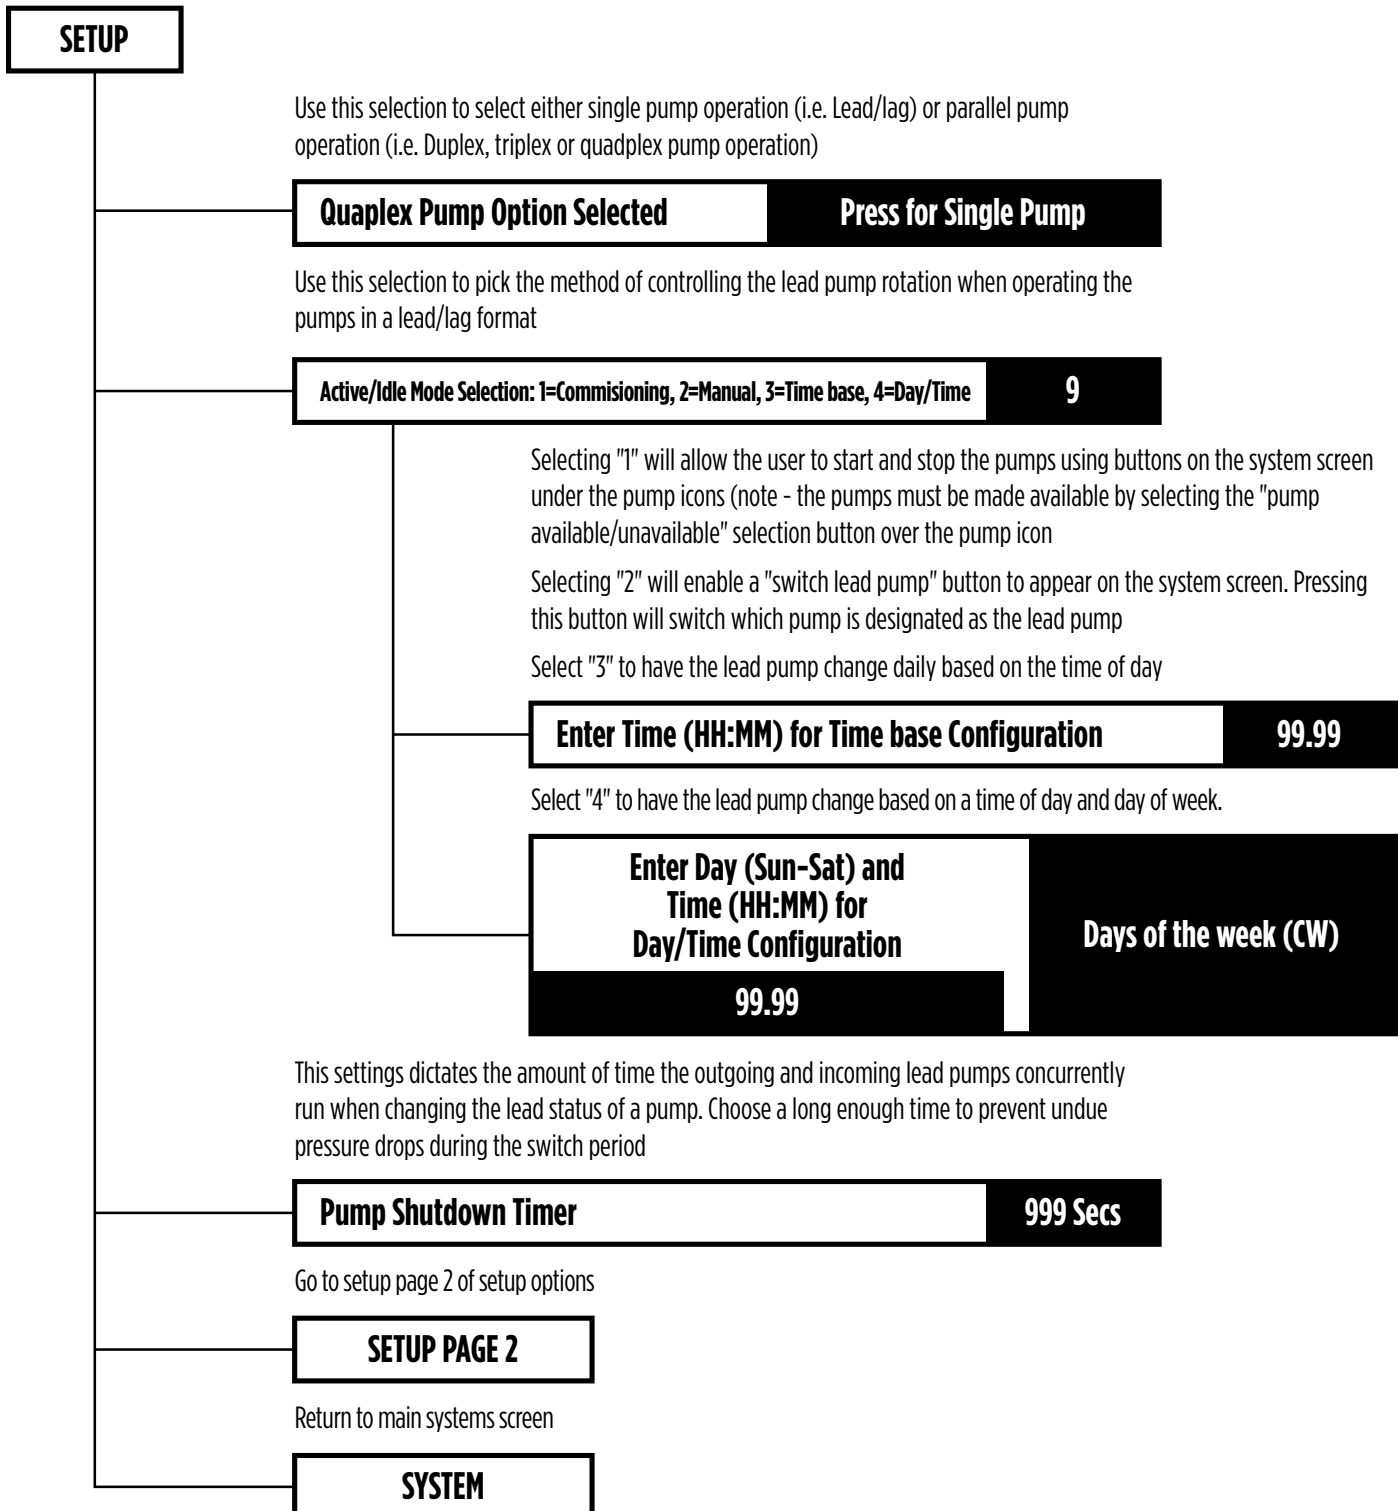 SETUP
Use this selection to select either single pump operation (i.e. Lead/lag) or parallel pump
operation (i.e. Duplex, triplex or quadplex pump operation)
Quaplex Pump Option Selected Press for Single Pump
Use this selection to pick the method of controlling the lead pump rotation when operating the
pumps in a lead/lag format
Active/Idle Mode Selection: 1=Commisioning, 2=Manual, 3=Time base, 4=Day/Time 9
Selecting "1" will allow the user to start and stop the pumps using buttons on the system screen
under the pump icons (note - the pumps must be made available by selecting the "pump
available/unavailable" selection button over the pump icon
Selecting "2" will enable a "switch lead pump" button to appear on the system screen. Pressing
this button will switch which pump is designated as the lead pump
Select "3" to have the lead pump change daily based on the time of day
Enter Time (HH:MM) for Time base Configuration 99.99
Select "4" to have the lead pump change based on a time of day and day of week.
Enter Day (Sun-Sat) and
Time (HH:MM) for
Day/Time Configuration
99.99
Days of the week (CW)
This settings dictates the amount of time the outgoing and incoming lead pumps concurrently
run when changing the lead status of a pump. Choose a long enough time to prevent undue
pressure drops during the switch period
Pump Shutdown Timer 999 Secs
Go to setup page 2 of setup options
SETUP PAGE 2
Return to main systems screen
SYSTEM